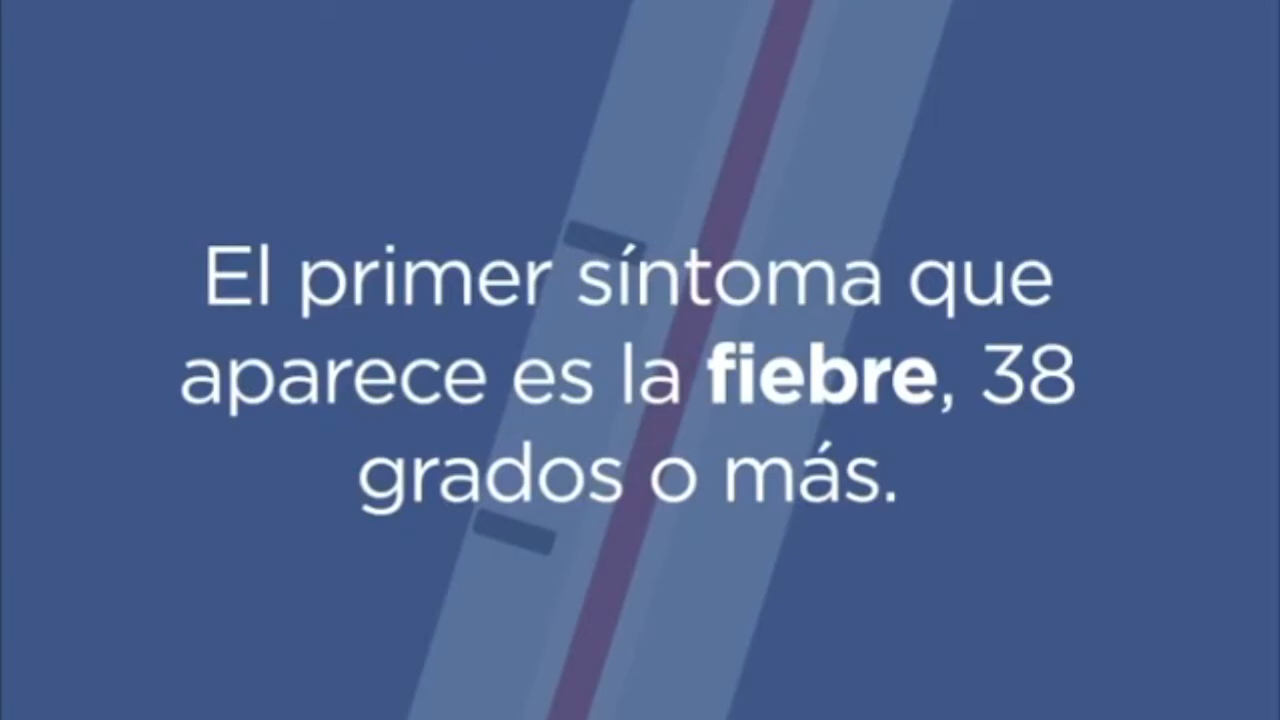 El primer síntoma que
aparece es la fiebre, 38
grados o más.